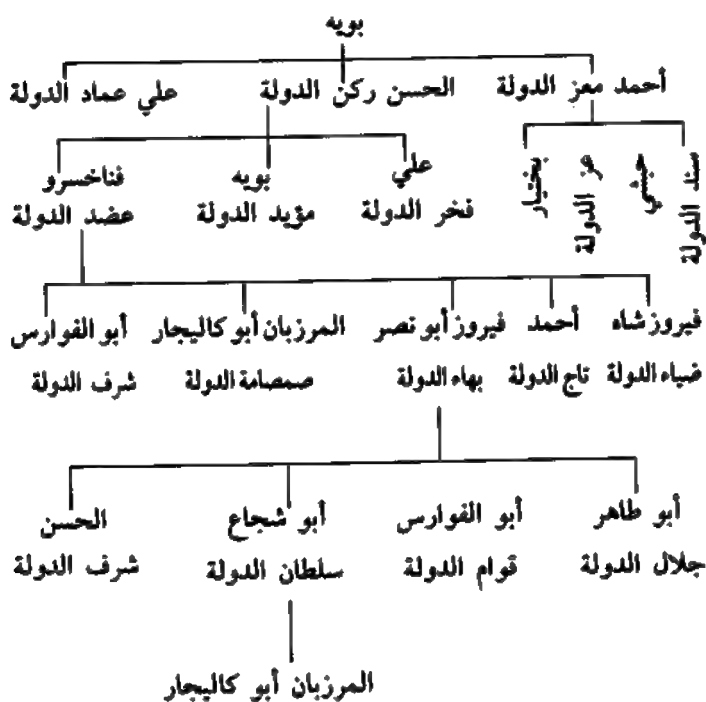 بويه
أحمد معز الدولة الحسن ركن الدولة علي عماد الدولة
سند الدولة
حبشي
عز الدولة
بختيار
علي بويه فناخسرو
فخر الدولة مؤيد الدولة عضد الدولة
فيروز شاه أحمد فيروز أبو نصر المرزبان أبو كاليجار أبو الفوارس
ضياء الدولة تاج الدولة بهاء الدولة صمصامة الدولة شرف الدولة
أبو طاهر أبو الفوارس أبو شجاع الحسن
جلال الدولة قوام الدولة سلطان الدولة شرف الدولة
المرزبان أبو كاليجار